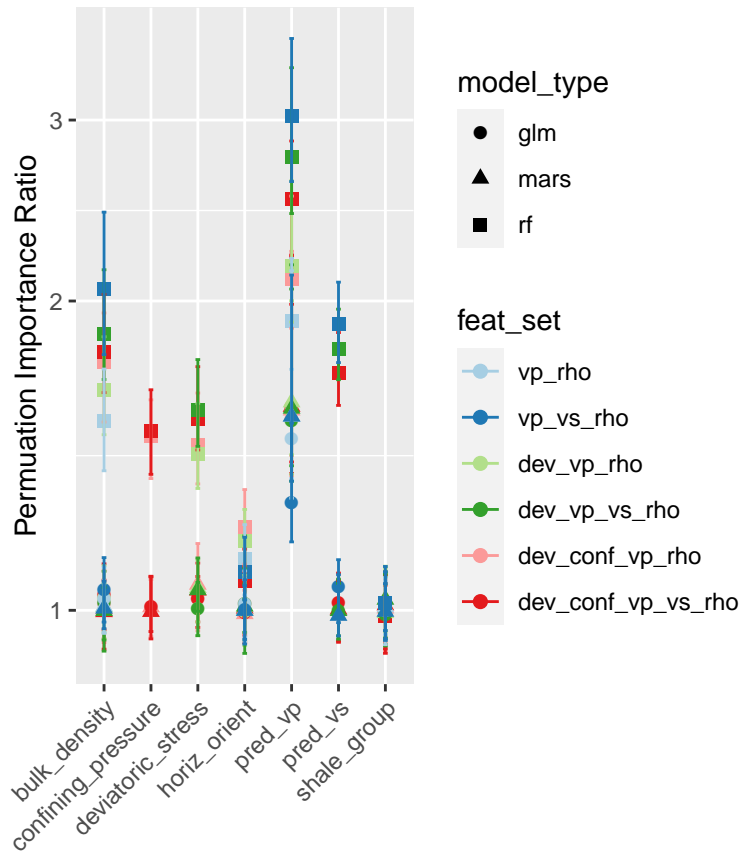 Permuation Importance Ratio
3
2
1
bulk_density
confining_pressure
deviatoric_stress
horiz_orient
pred_vp
pred_vs
shale_group
model_type
glm
mars
rf
feat_set
vp_rho
vp_vs_rho
dev_vp_rho
dev_vp_vs_rho
dev_conf_vp_rho
dev_conf_vp_vs_rho